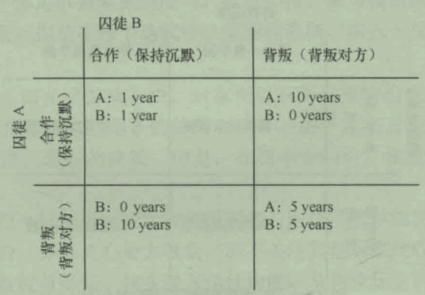 囚徒 B
合作（保持沉默）
背叛（背叛对方）
囚徒 A
合作
（保持沉默）
A：1 year
B：1 year
A：10 years
B：0 years
背叛
（背叛对方）
B：0 years
B：10 years
A：5 years
B：5 years